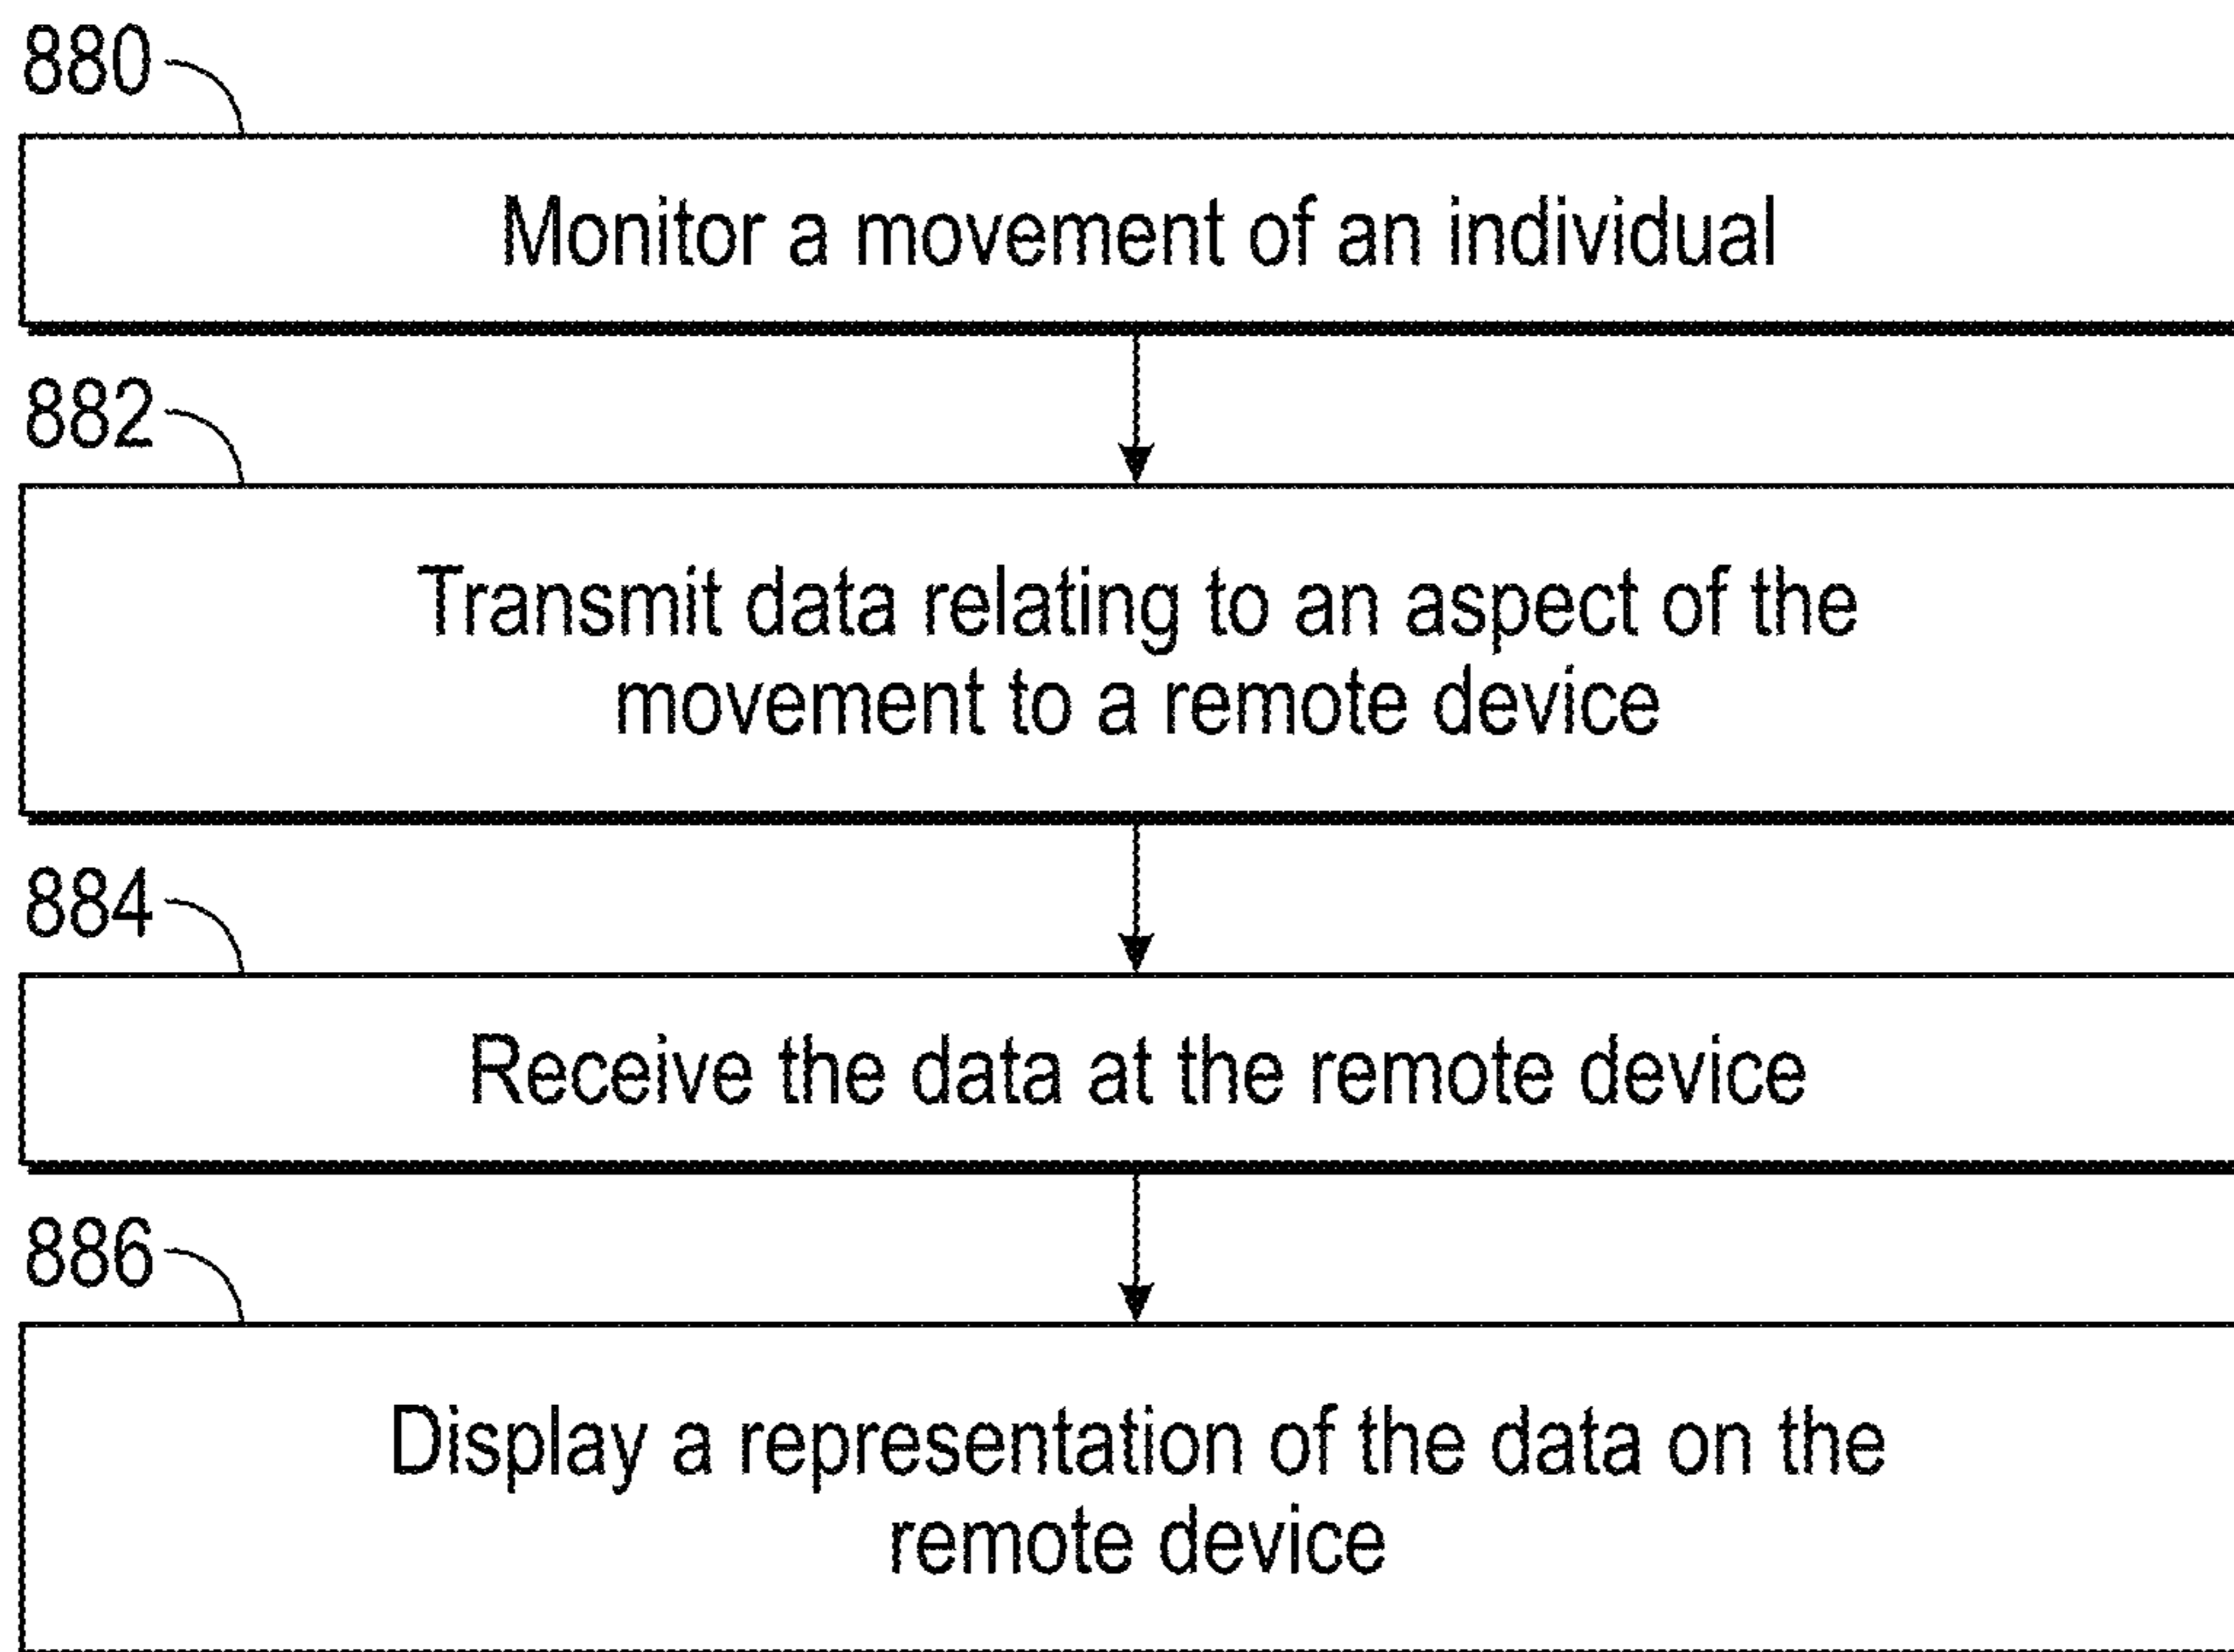 880
Monitor a movement of an individual
882
Transmit data relating to an aspect of the
movement to a remote device
884
Receive the data at the remote device
886
Display a representation of the data on the
remote device